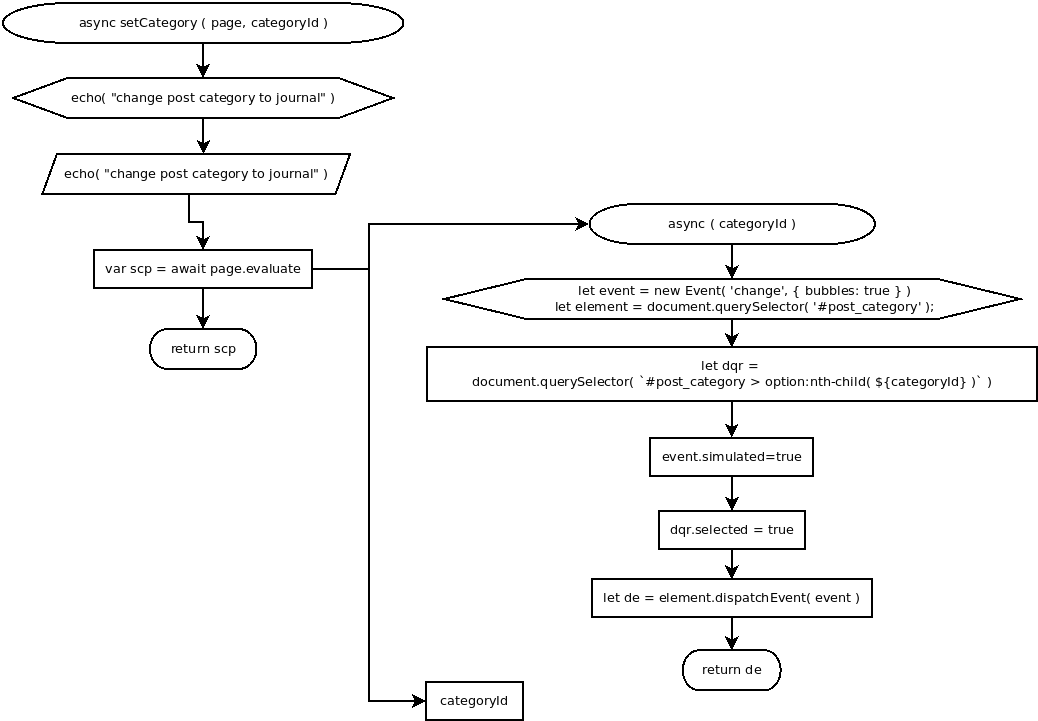 async setCategory ( page, categoryId )
echo( "change post category to journal" )
echo( "change post category to journal" )
var scp = await page.evaluate
return scp
async ( categoryId )
let event = new Event( 'change', { bubbles: true } )
let element = document.querySelector( '#post_category' );
let dqr =
document.querySelector( `#post_category > option:nth-child( ${categoryId} )` )
event.simulated=true
dqr.selected = true
let de = element.dispatchEvent( event )
return de
categoryId